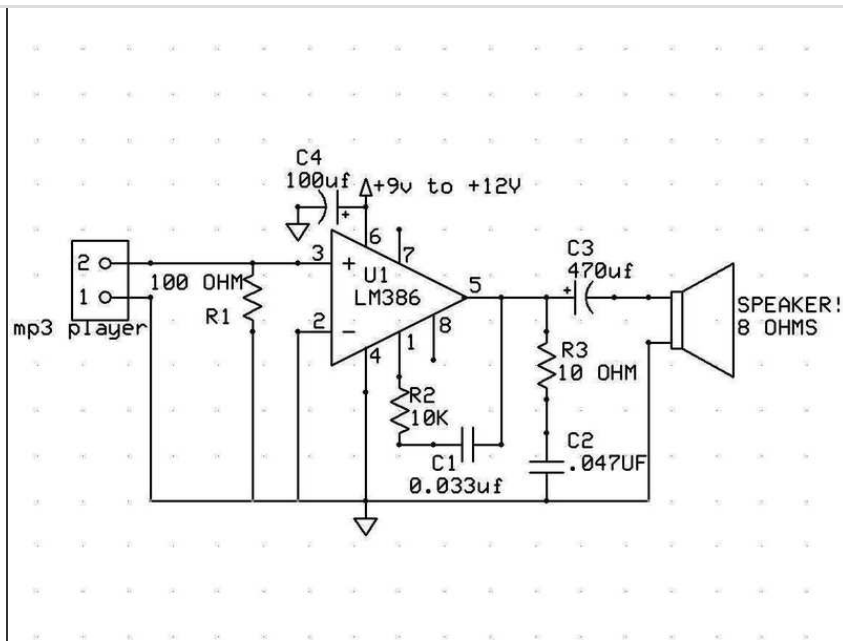 C4
100uf
+9v to +12V
6
7
3
+
2
1
100 OHM
R1
mp3 player
U1
LM386
5
2
−
4
1
8
C3
470uf
+
+
SPEAKER!
8 OHMS
R3
10 OHM
R2
10K
C1
0.033uf
C2
.047UF